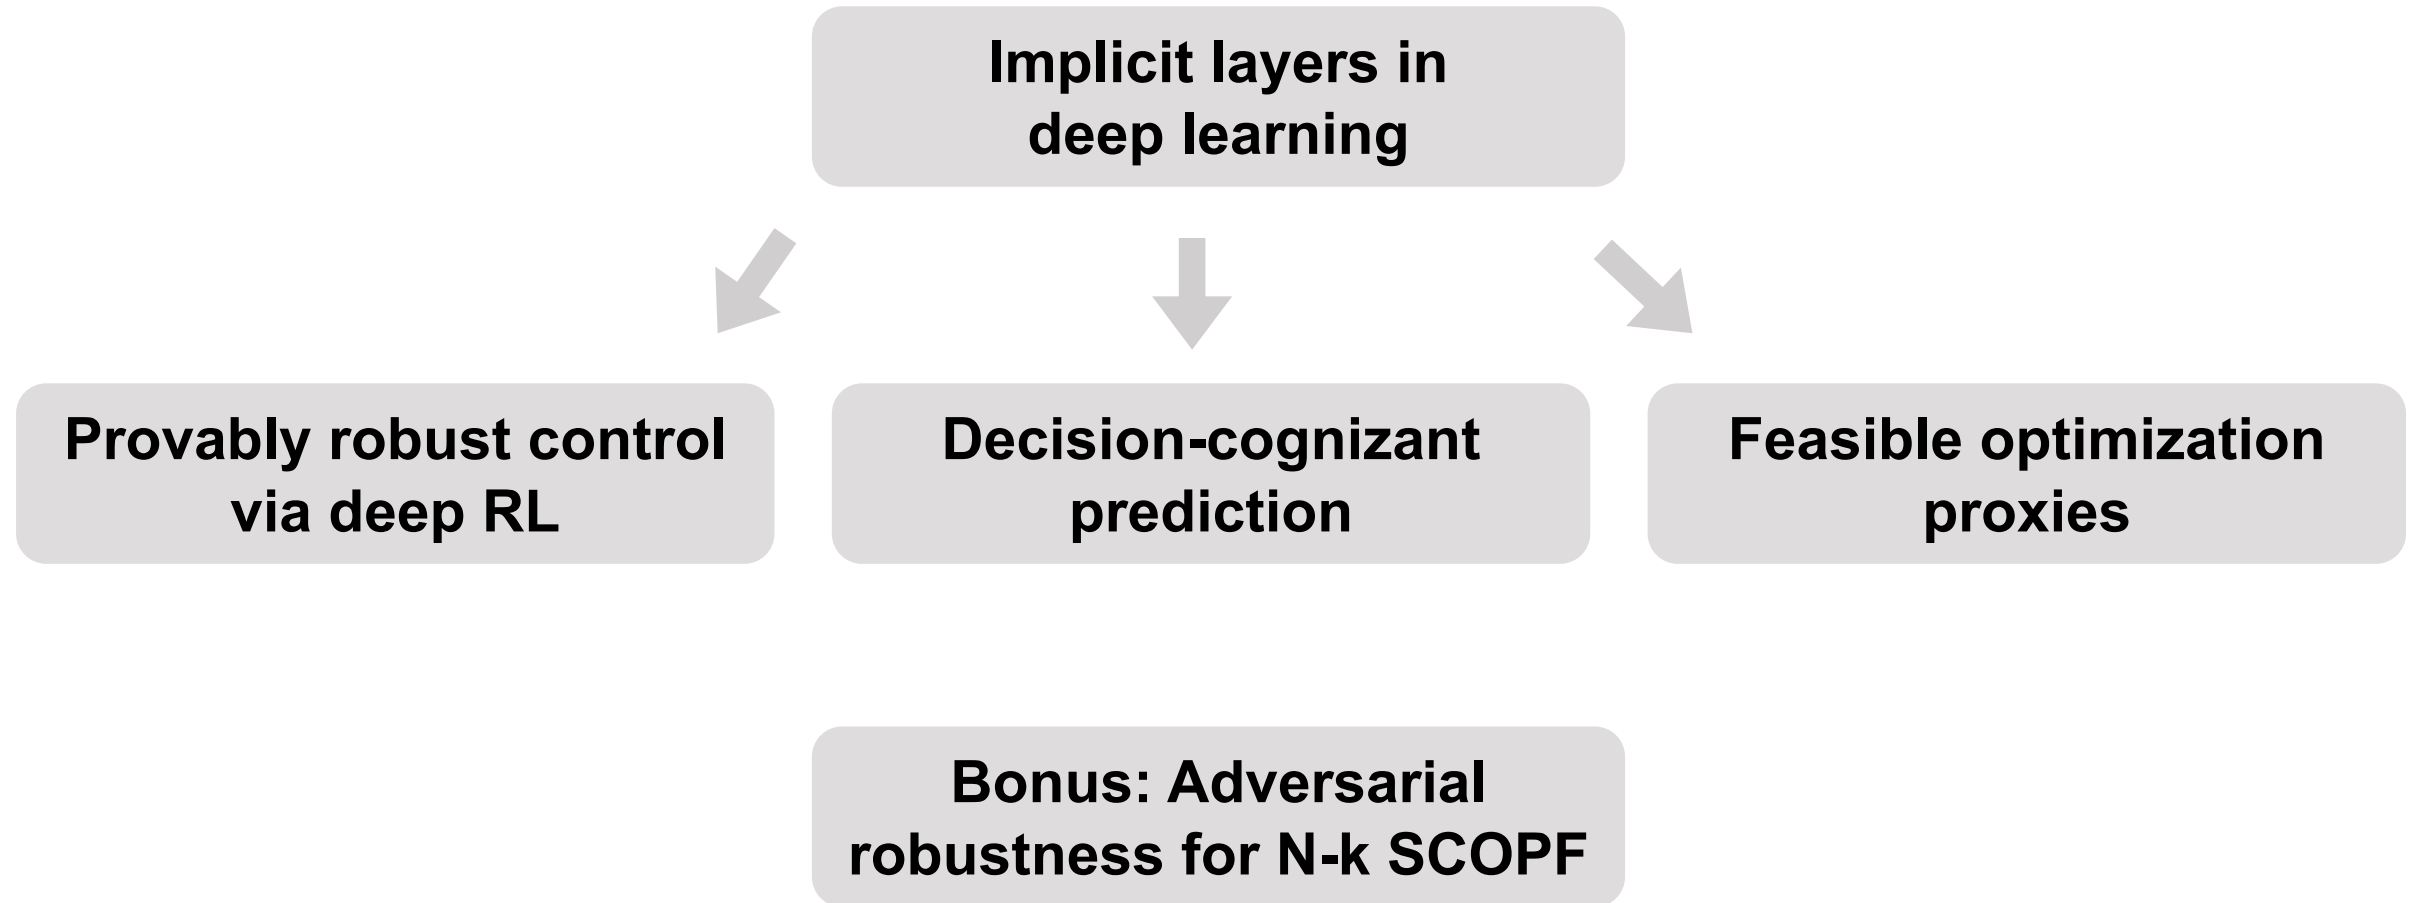 Implicit layers in
deep learning
Provably robust control
via deep RL
Decision-cognizant
prediction
Feasible optimization
proxies
Bonus: Adversarial
robustness for N-k SCOPF